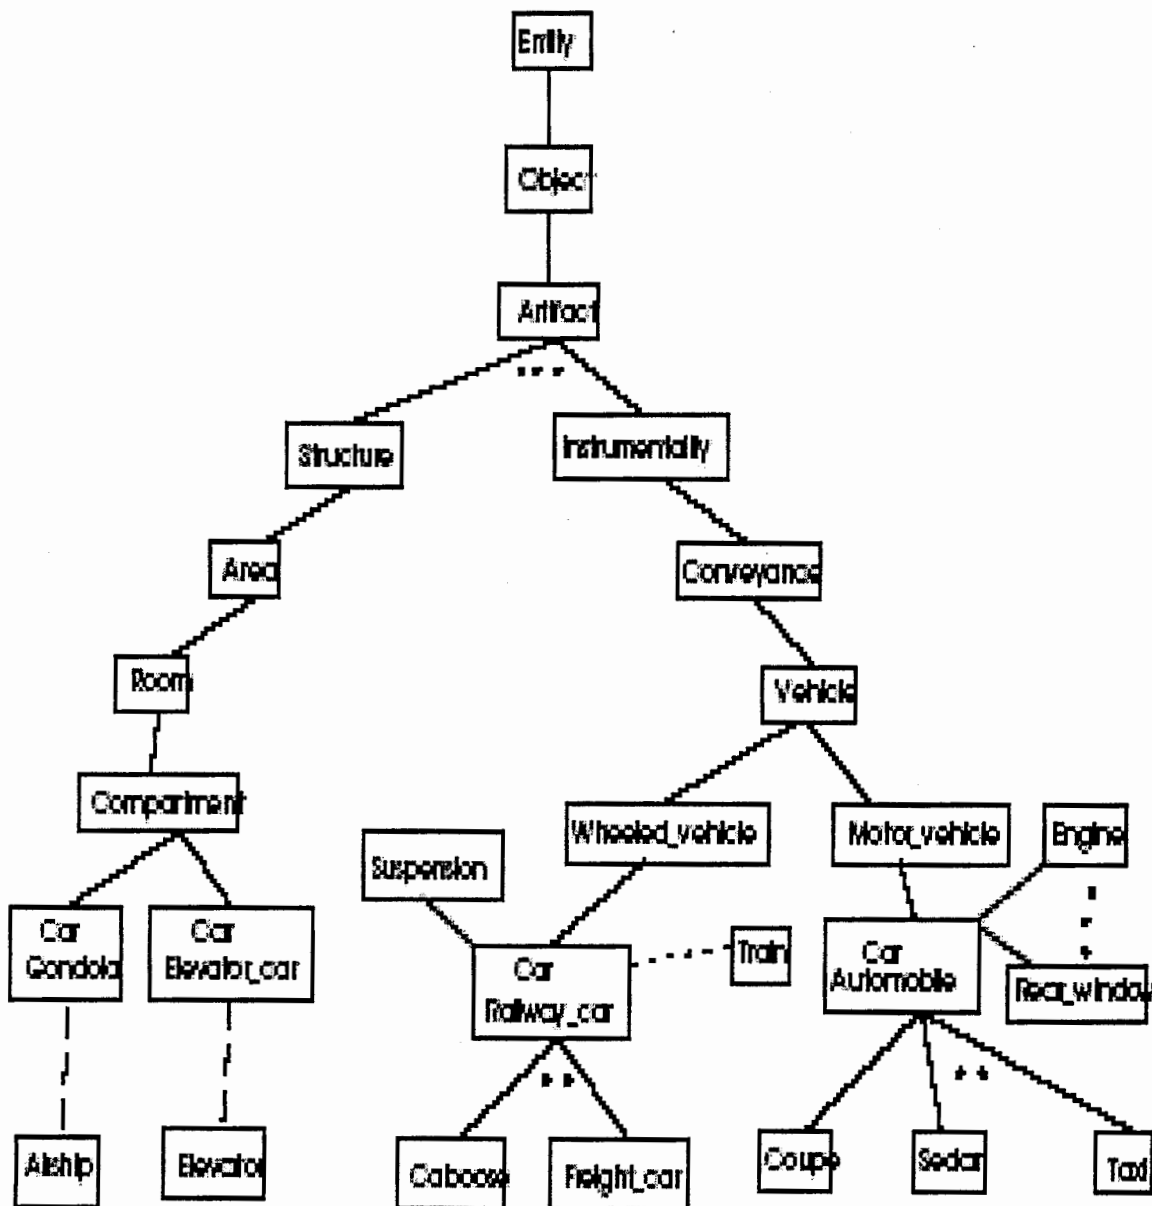 Entity
Object
Artifact
Structure
Instrumentality
Area
Conveyance
Room
Vehicle
Compartment
Wheeled_vehicle
Motor_vehicle
Engine
Suspension
Car
Gondola
Car
Elevator_car
Car
Railway_car
Train
Car
Automobile
Rear_window
Airship
Elevator
Caboose
Freight_car
Coupe
Sedan
Taxi